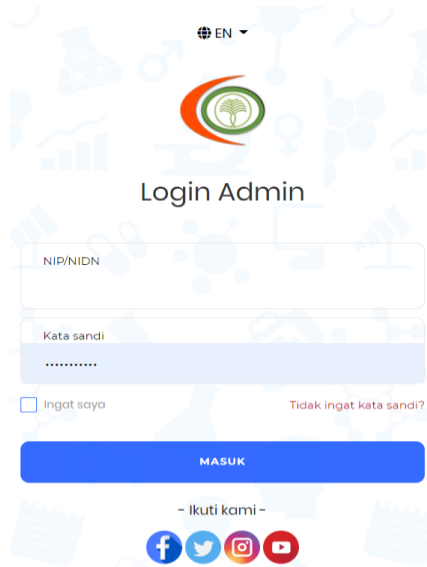 EN
Login Admin
NIP/NIDN
Kata sandi
Ingat saya
Tidak ingat kata sandi?
MASUK
- Ikuti kami -